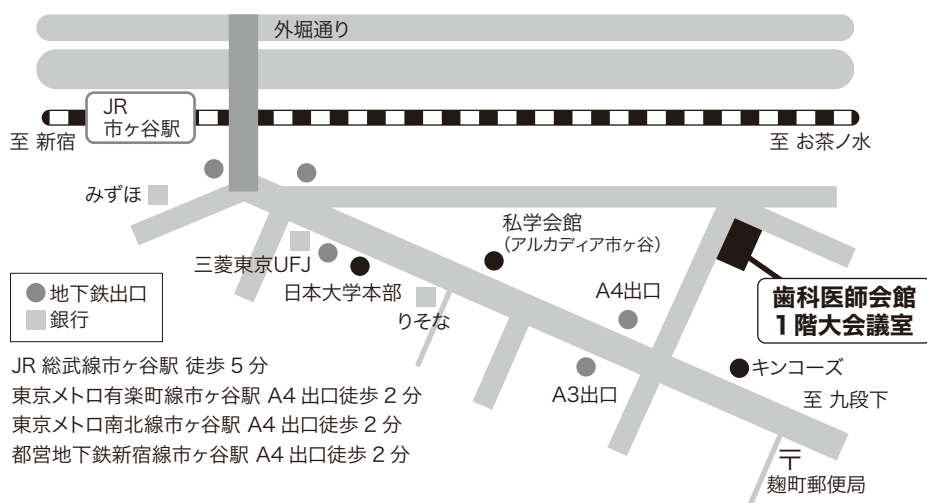 外堀通り
JR
市ヶ谷駅
至 新宿
至 お茶ノ水
みずほ
私学会館
（アルカディア市ヶ谷）
三菱東京UFJ
日本大学本部
りそな
A4出口
歯科医師会館
1階大会議室
地下鉄出口
銀行
A3出口
キンコーズ
至 九段下
〒
麹町郵便局
JR 総武線市ヶ谷駅 徒歩 5 分
東京メトロ有楽町線市ヶ谷駅 A4 出口徒歩 2 分
東京メトロ南北線市ヶ谷駅 A4 出口徒歩 2 分
都営地下鉄新宿線市ヶ谷駅 A4 出口徒歩 2 分